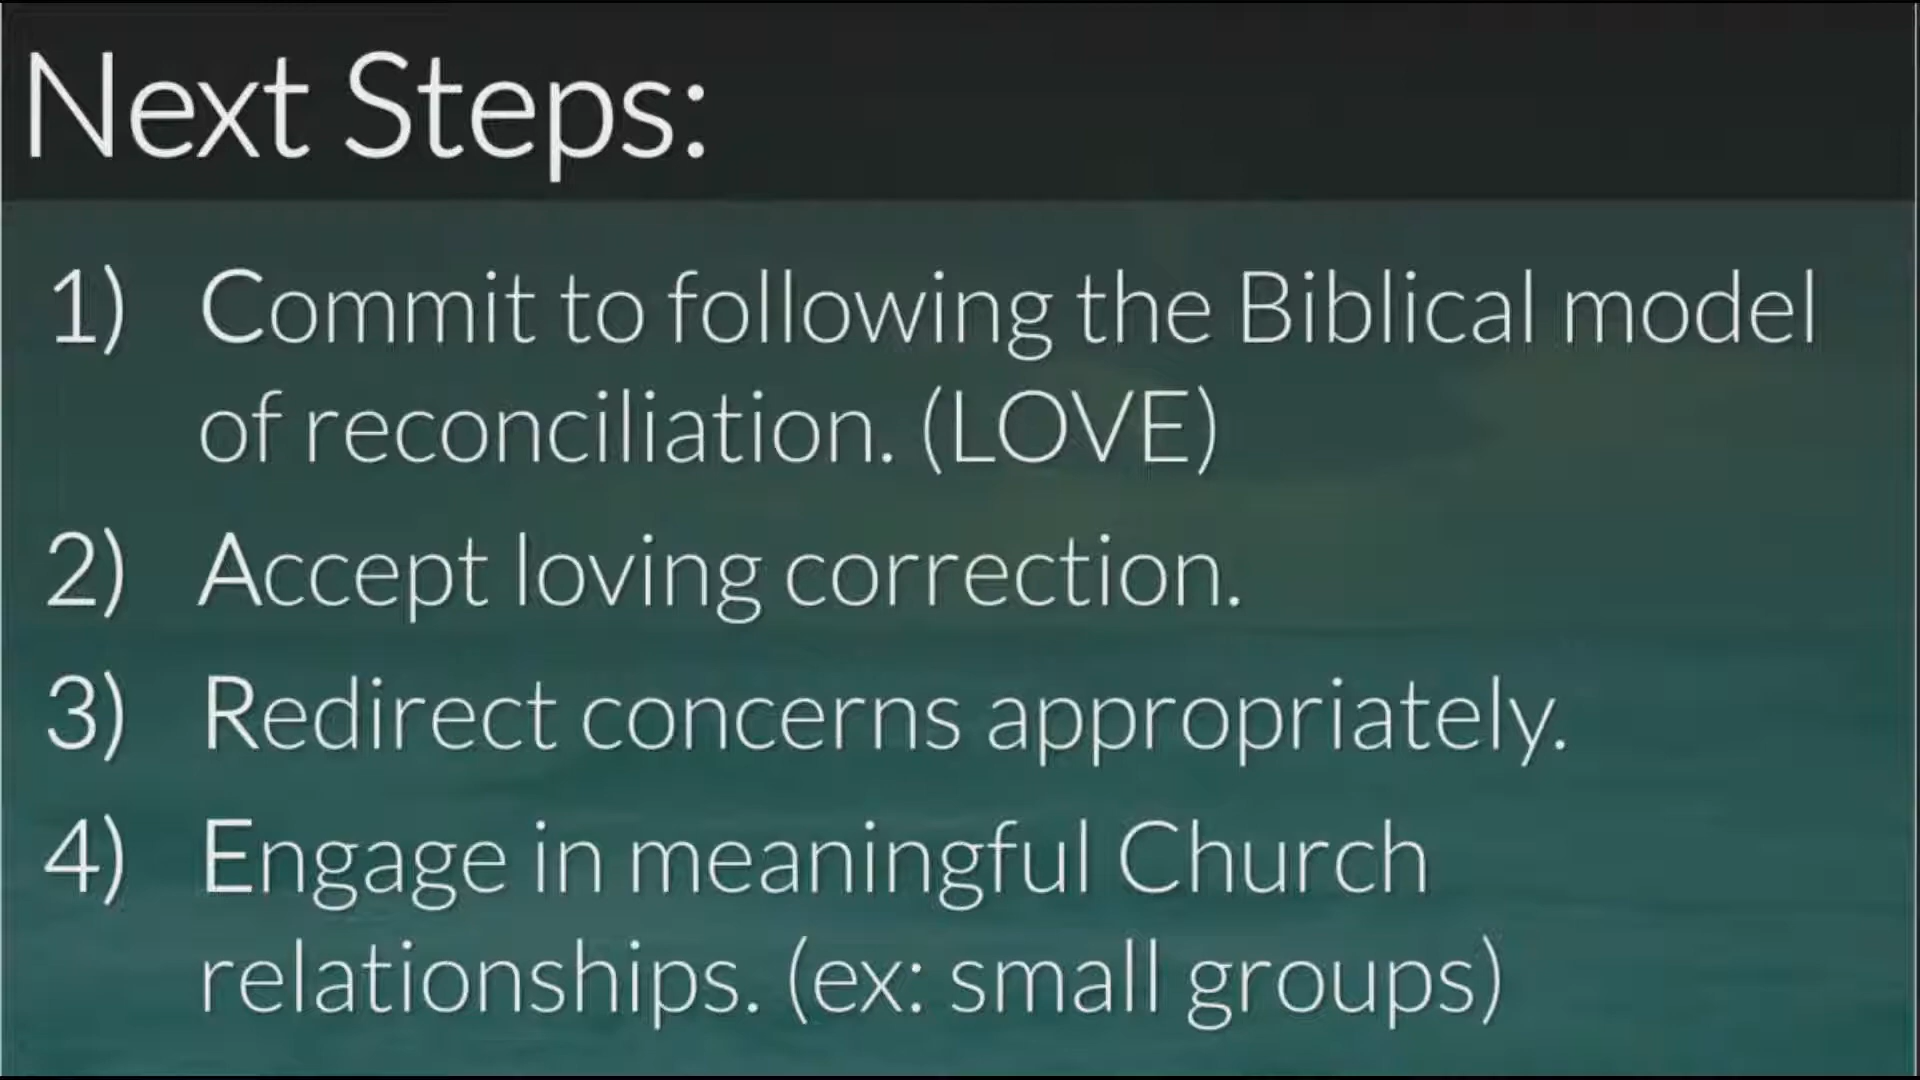 Next Steps:
1) Commit to following the Biblical model
of reconciliation. (LOVE)
2) Accept loving correction.
3) Redirect concerns appropriately.
4) Engage in meaningful Church
relationships. (ex: small groups)